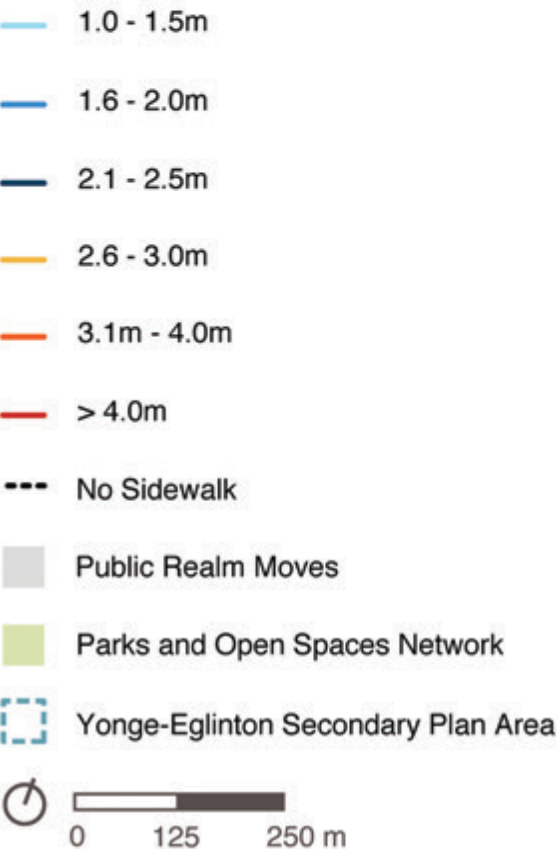 1.0 - 1.5m
1.6 - 2.0m
2.1 - 2.5m
2.6 - 3.0m
3.1m - 4.0m
> 4.0m
No Sidewalk
Public Realm Moves
Parks and Open Spaces Network
Yonge-Eglinton Secondary Plan Area
0 125 250 m